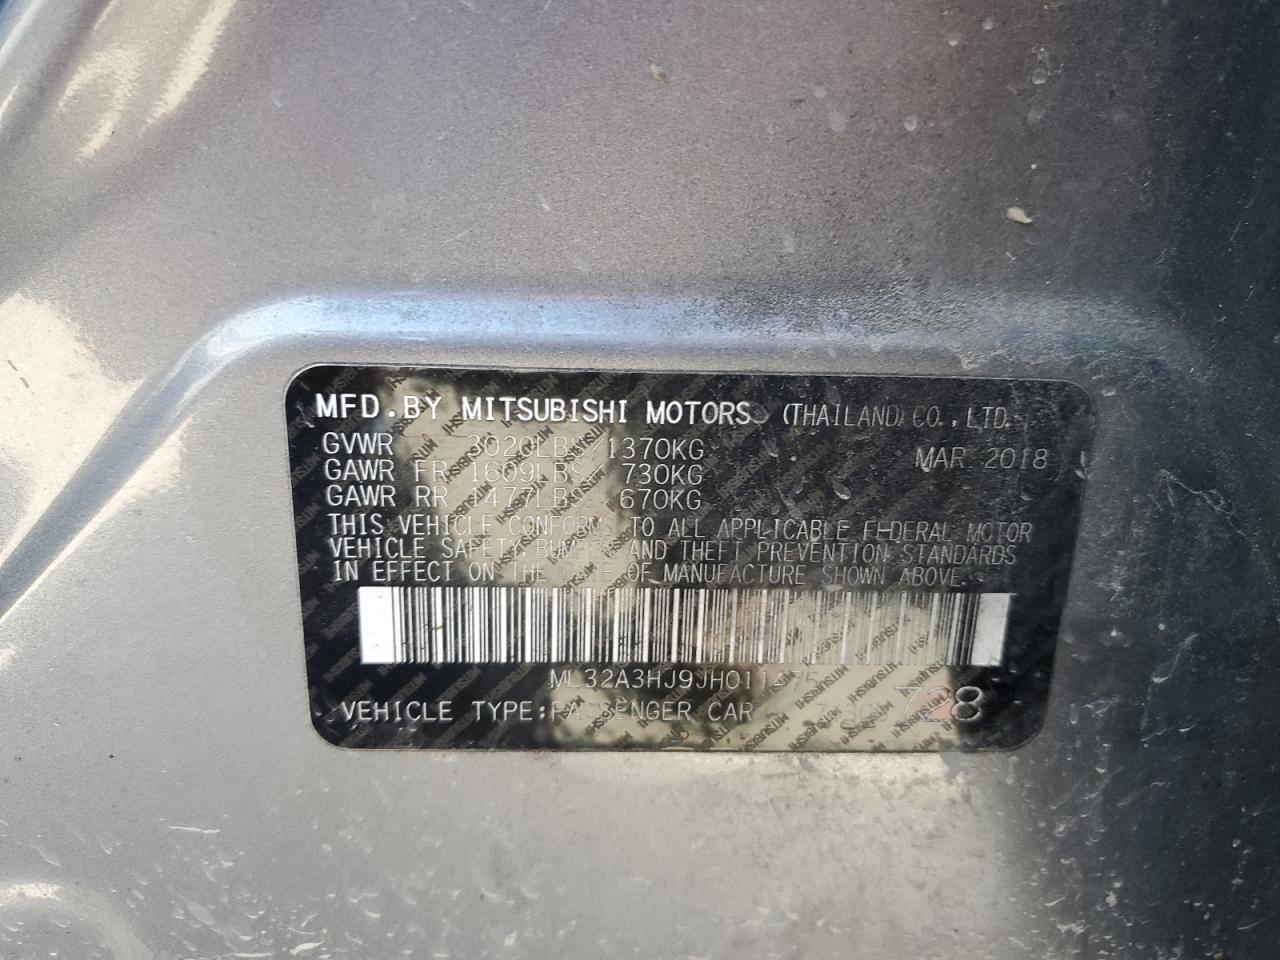 MFD.BY MITSUBISHI MOTORS (THAILAND) CO.,LTD.
GVWR 3020LBS 1370KG MAR. 2018
GAWR FR 1609LBS 730KG
GAWR RR 1477LBS 670KG
THIS VEHICLE CONFORMS TO ALL APPLICABLE FEDERAL MOTOR
VEHICLE SAFETY, BUMPER AND THEFT PREVENTION STANDARDS
IN EFFECT ON THE DATE OF MANUFACTURE SHOWN ABOVE.
ML32A3HJ9JH011475
VEHICLE TYPE:PASSENGER CAR